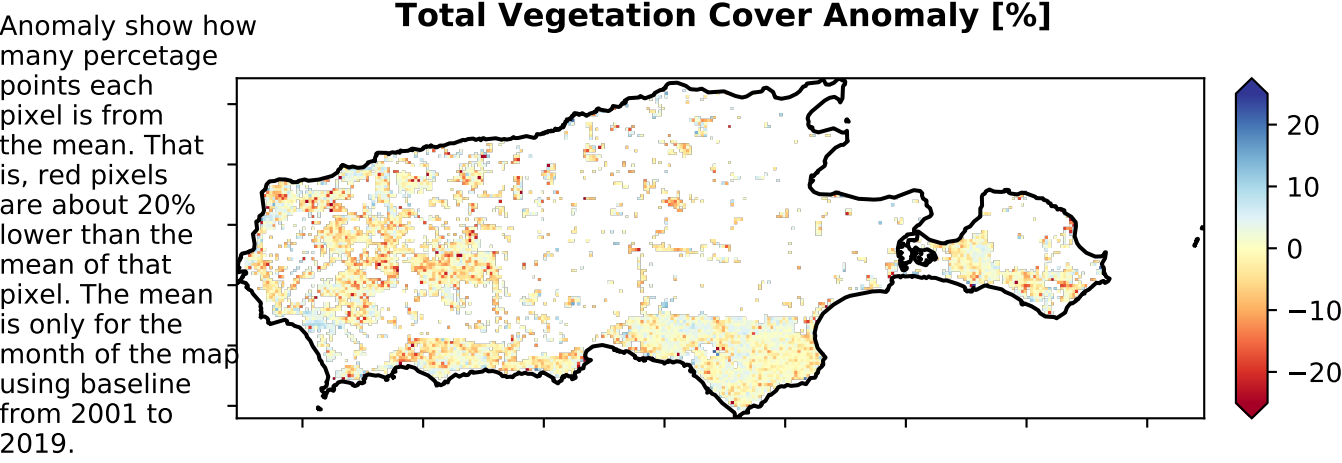 Total Vegetation Cover Anomaly [%]
Anomaly show how
many percetage
points each
pixel is from
the mean. That
is, red pixels
are about 20%
lower than the
mean of that
pixel. The mean
is only for the
month of the map
using baseline
from 2001 to
2019.
20
10
0
−10
−20